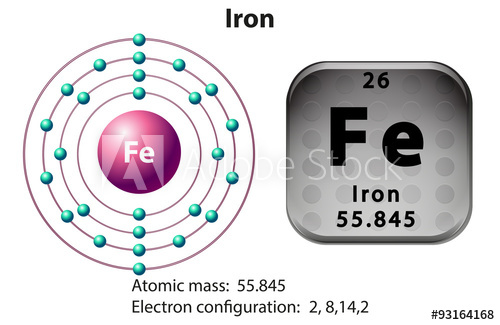 Iron
Fe
26
Fe
Iron
55.845
Atomic mass: 55.845
Electron configuration: 2, 8,14,2
Adobe Stock
#93164168